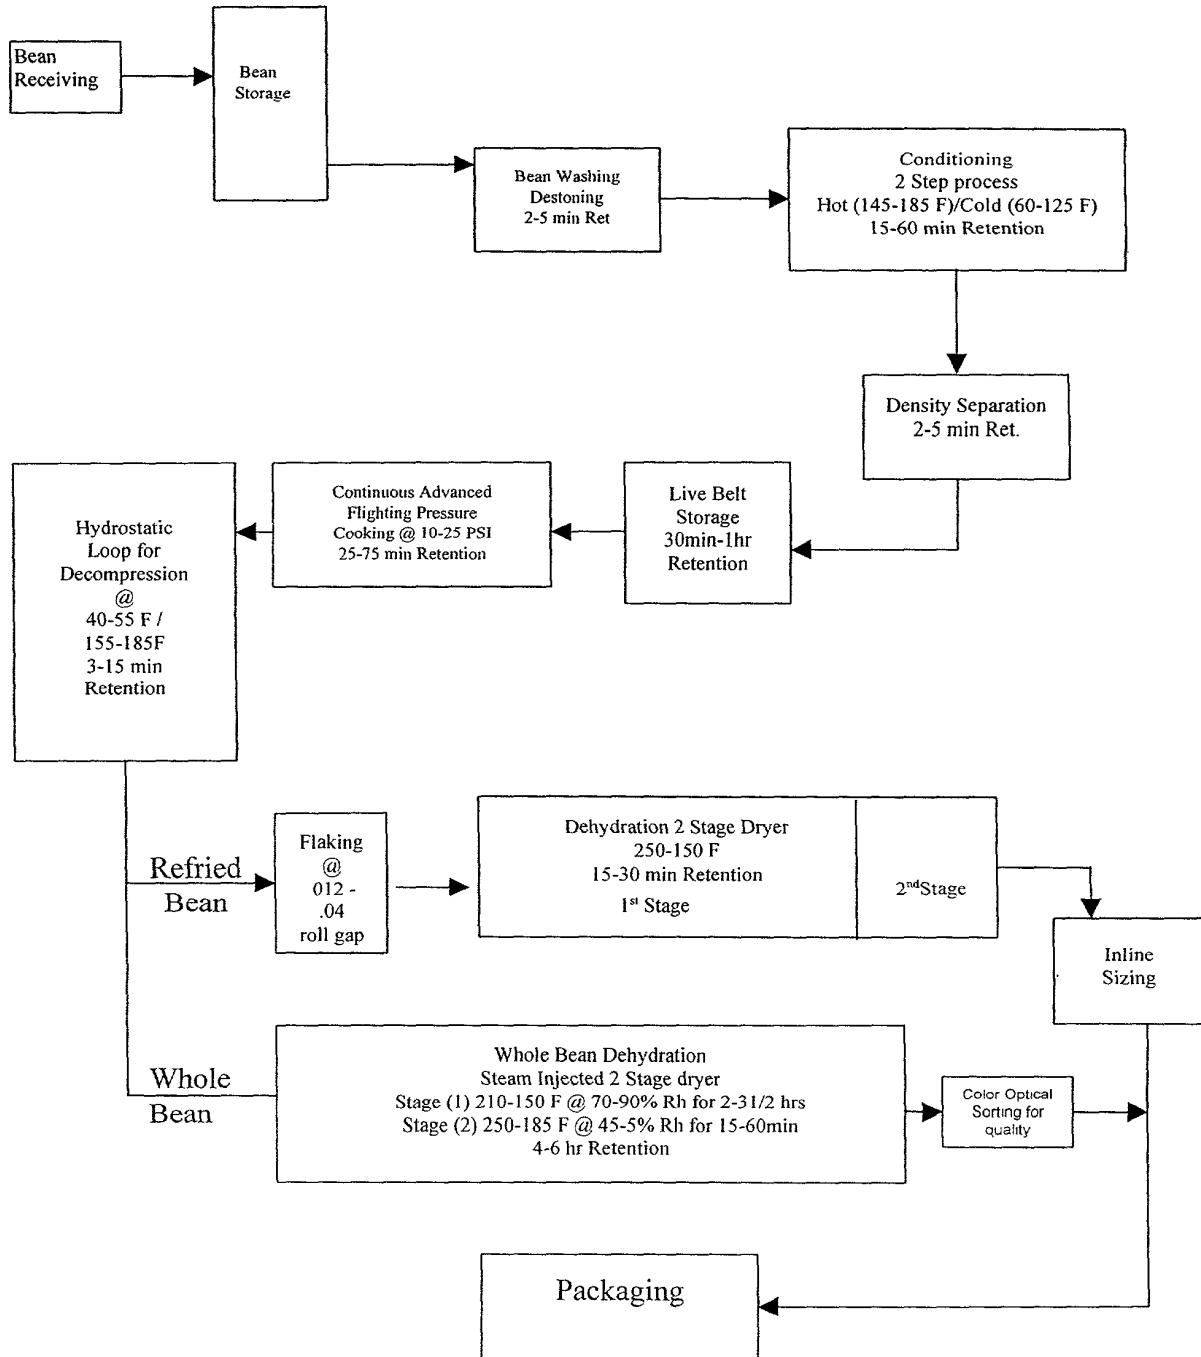 Bean
Receiving
Bean
Storage
Bean Washing
Destoning
2-5 min Ret
Conditioning
2 Step process
Hot (145-185 F)/Cold (60-125 F)
15-60 min Retention
Density Separation
2-5 min Ret.
Live Belt
Storage
30min-1hr
Retention
Continuous Advanced
Flighting Pressure
Cooking @ 10-25 PSI
25-75 min Retention
Hydrostatic
Loop for
Decompression
@
40-55 F /
155-185F
3-15 min
Retention
Refried
Bean
Flaking
@
012 -
.04
roll gap
Dehydration 2 Stage Dryer
250-150 F
15-30 min Retention
1st Stage
2ndStage
Inline
Sizing
Whole
Bean
Whole Bean Dehydration
Steam Injected 2 Stage dryer
Stage (1) 210-150 F @ 70-90% Rh for 2-31/2 hrs
Stage (2) 250-185 F @ 45-5% Rh for 15-60min
4-6 hr Retention
Color Optical
Sorting for
quality
Packaging